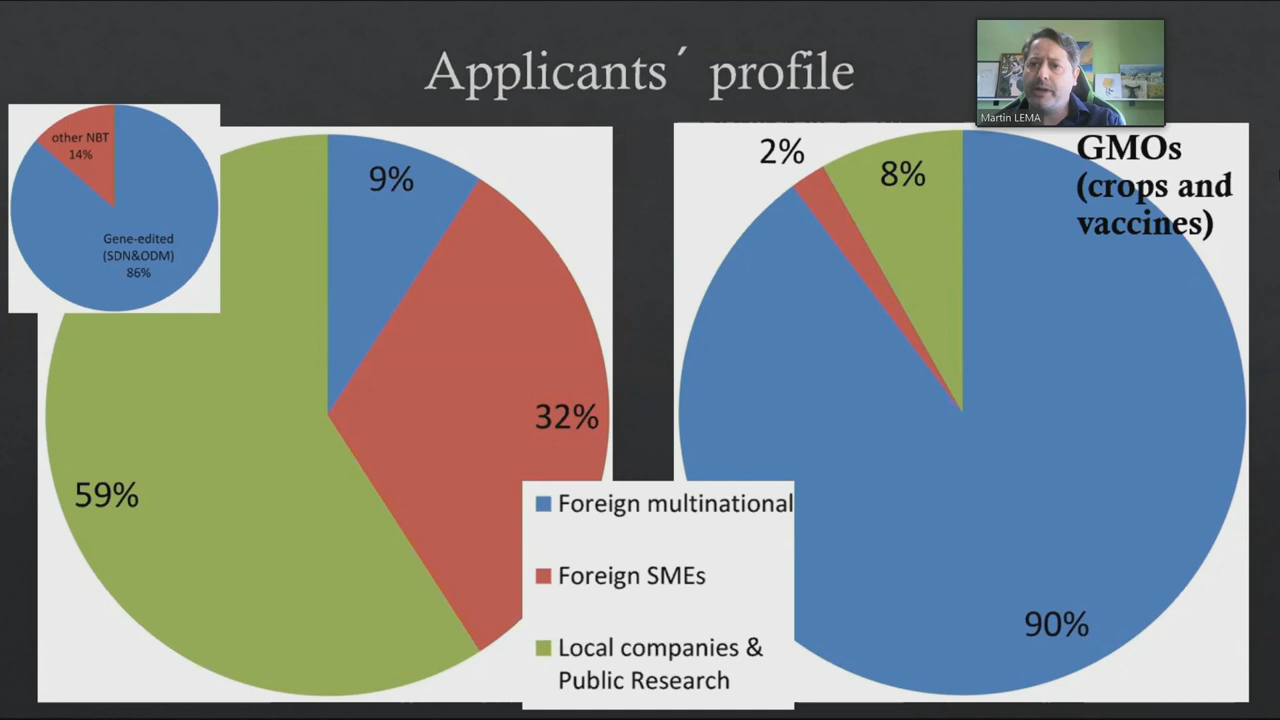 Applicants´ profile
Martin LEMA
other NBT
14%
Gene-edited
(SDN&ODM)
86%
9%
32%
59%
2%
8%
GMOs
(crops and
vaccines)
90%
Foreign multinational
Foreign SMEs
Local companies &
Public Research